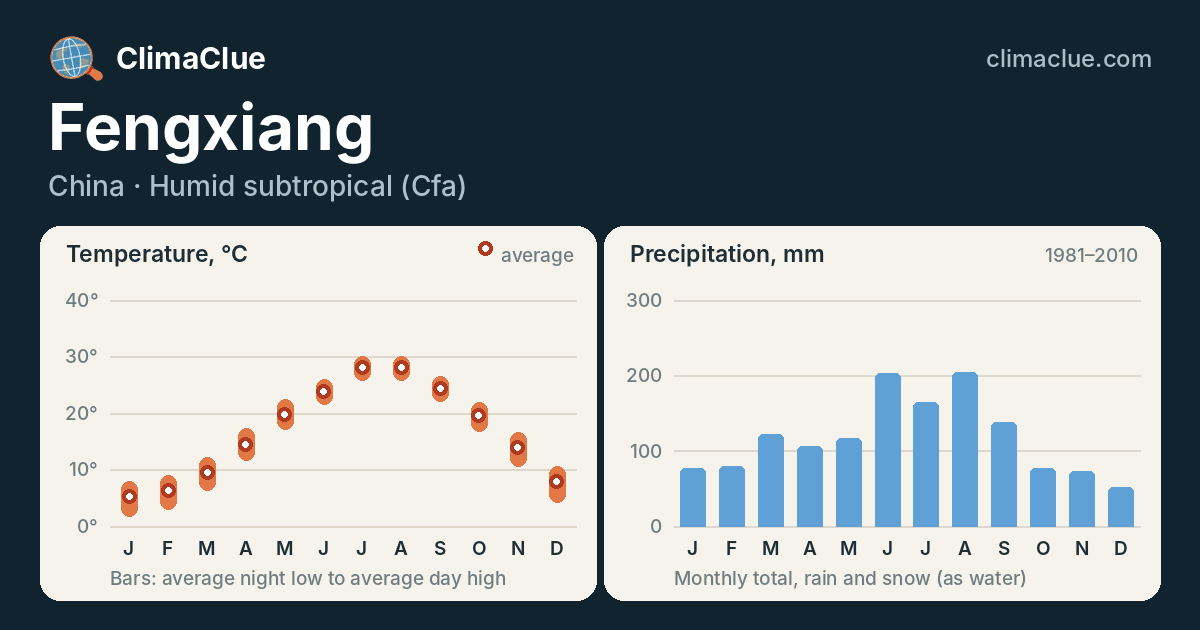 ClimaClue
climaclue.com
Fengxiang
China · Humid subtropical (Cfa)
Temperature, °C
average
40°
30°
20°
10°
0°
J F M A M J J A S O N D
Bars: average night low to average day high
Precipitation, mm
1981–2010
300
200
100
0
J F M A M J J A S O N D
Monthly total, rain and snow (as water)